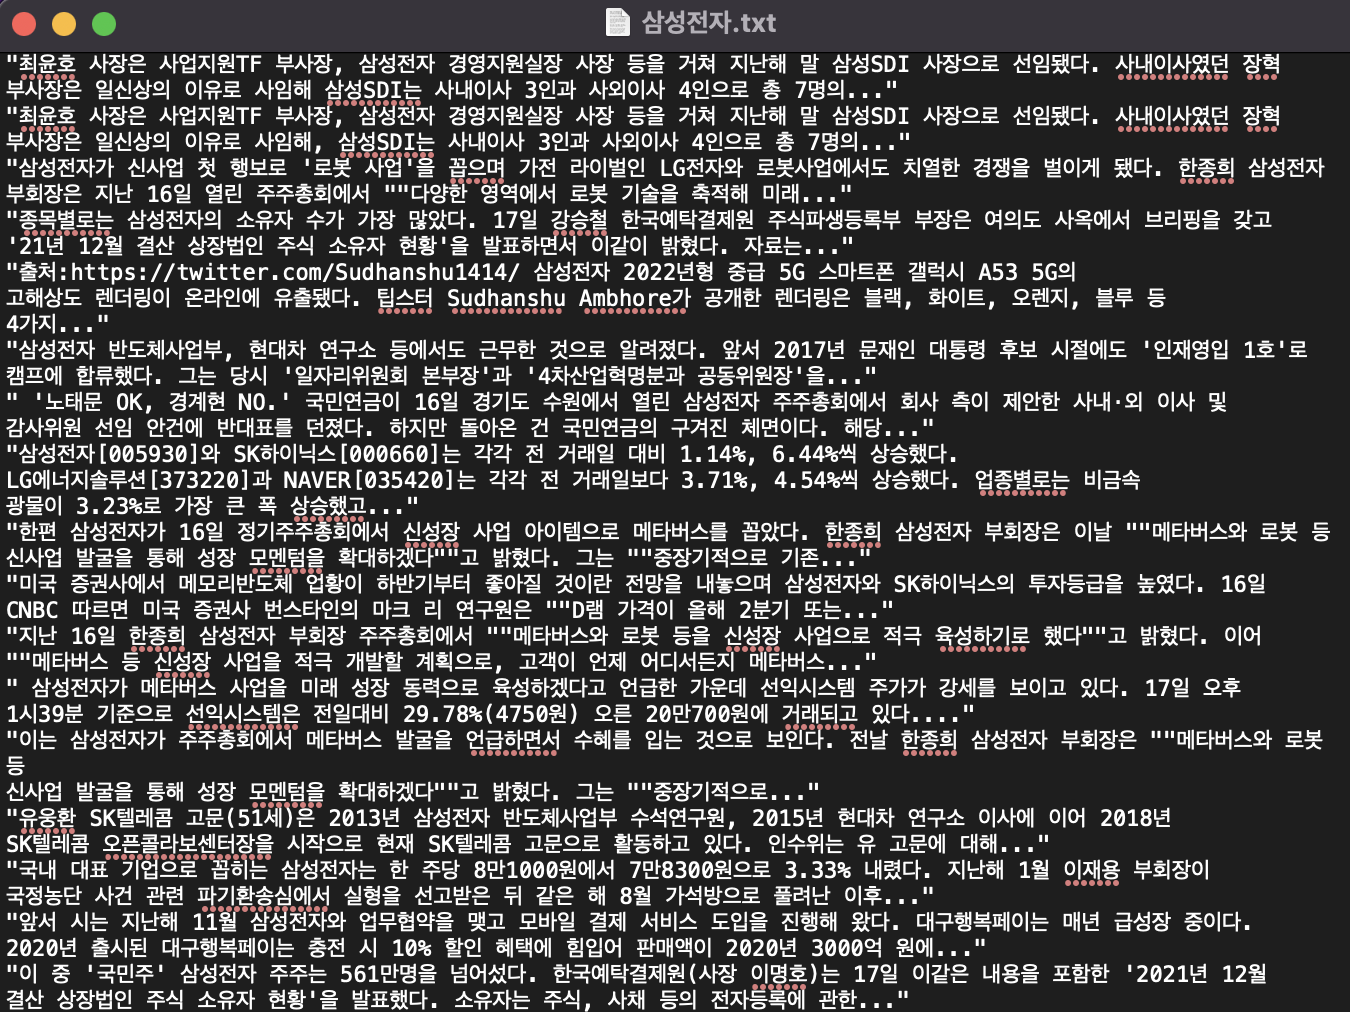 삼성전자.txt
"최윤호 사장은 사업지원TF 부사장, 삼성전자 경영지원실장 사장 등을 거쳐 지난해 말 삼성SDI 사장으로 선임됐다. 사내이사였던 장혁
부사장은 일신상의 이유로 사임해 삼성SDI는 사내이사 3인과 사외이사 4인으로 총 7명의..."
"최윤호 사장은 사업지원TF 부사장, 삼성전자 경영지원실장 사장 등을 거쳐 지난해 말 삼성SDI 사장으로 선임됐다. 사내이사였던 장혁
부사장은 일신상의 이유로 사임해, 삼성SDI는 사내이사 3인과 사외이사 4인으로 총 7명의..."
"삼성전자가 신사업 첫 행보로 '로봇 사업'을 꼽으며 가전 라이벌인 LG전자와 로봇사업에서도 치열한 경쟁을 벌이게 됐다. 한종희 삼성전자
부회장은 지난 16일 열린 주주총회에서 ""다양한 영역에서 로봇 기술을 축적해 미래..."
"종목별로는 삼성전자의 소유자 수가 가장 많았다. 17일 강승철 한국예탁결제원 주식파생등록부 부장은 여의도 사옥에서 브리핑을 갖고
'21년 12월 결산 상장법인 주식 소유자 현황'을 발표하면서 이같이 밝혔다. 자료는..."
"출처:https://twitter.com/Sudhanshu1414/ 삼성전자 2022년형 중급 5G 스마트폰 갤럭시 A53 5G의
고해상도 렌더링이 온라인에 유출됐다. 팁스터 Sudhanshu Ambhore가 공개한 렌더링은 블랙, 화이트, 오렌지, 블루 등
4가지..."
"삼성전자 반도체사업부, 현대차 연구소 등에서도 근무한 것으로 알려졌다. 앞서 2017년 문재인 대통령 후보 시절에도 '인재영입 1호'로
캠프에 합류했다. 그는 당시 '일자리위원회 본부장'과 '4차산업혁명분과 공동위원장'을..."
" '노태문 OK, 경계현 NO.' 국민연금이 16일 경기도 수원에서 열린 삼성전자 주주총회에서 회사 측이 제안한 사내·외 이사 및
감사위원 선임 안건에 반대표를 던졌다. 하지만 돌아온 건 국민연금의 구겨진 체면이다. 해당..."
"삼성전자[005930]와 SK하이닉스[000660]는 각각 전 거래일 대비 1.14%, 6.44%씩 상승했다.
LG에너지솔루션[373220]과 NAVER[035420]는 각각 전 거래일보다 3.71%, 4.54%씩 상승했다. 업종별로는 비금속
광물이 3.23%로 가장 큰 폭 상승했고..."
"한편 삼성전자가 16일 정기주주총회에서 신성장 사업 아이템으로 메타버스를 꼽았다. 한종희 삼성전자 부회장은 이날 ""메타버스와 로봇 등
신사업 발굴을 통해 성장 모멘텀을 확대하겠다""고 밝혔다. 그는 ""중장기적으로 기존..."
"미국 증권사에서 메모리반도체 업황이 하반기부터 좋아질 것이란 전망을 내놓으며 삼성전자와 SK하이닉스의 투자등급을 높였다. 16일
CNBC 따르면 미국 증권사 번스타인의 마크 리 연구원은 ""D램 가격이 올해 2분기 또는..."
"지난 16일 한종희 삼성전자 부회장 주주총회에서 ""메타버스와 로봇 등을 신성장 사업으로 적극 육성하기로 했다""고 밝혔다. 이어
""메타버스 등 신성장 사업을 적극 개발할 계획으로, 고객이 언제 어디서든지 메타버스..."
" 삼성전자가 메타버스 사업을 미래 성장 동력으로 육성하겠다고 언급한 가운데 선익시스템 주가가 강세를 보이고 있다. 17일 오후
1시39분 기준으로 선익시스템은 전일대비 29.78%(4750원) 오른 20만700원에 거래되고 있다...."
"이는 삼성전자가 주주총회에서 메타버스 발굴을 언급하면서 수혜를 입는 것으로 보인다. 전날 한종희 삼성전자 부회장은 ""메타버스와 로봇
등
신사업 발굴을 통해 성장 모멘텀을 확대하겠다""고 밝혔다. 그는 ""중장기적으로..."
"유웅환 SK텔레콤 고문(51세)은 2013년 삼성전자 반도체사업부 수석연구원, 2015년 현대차 연구소 이사에 이어 2018년
SK텔레콤 오픈콜라보센터장을 시작으로 현재 SK텔레콤 고문으로 활동하고 있다. 인수위는 유 고문에 대해..."
"국내 대표 기업으로 꼽히는 삼성전자는 한 주당 8만1000원에서 7만8300원으로 3.33% 내렸다. 지난해 1월 이재용 부회장이
국정농단 사건 관련 파기환송심에서 실형을 선고받은 뒤 같은 해 8월 가석방으로 풀려난 이후..."
"앞서 시는 지난해 11월 삼성전자와 업무협약을 맺고 모바일 결제 서비스 도입을 진행해 왔다. 대구행복페이는 매년 급성장 중이다.
2020년 출시된 대구행복페이는 충전 시 10% 할인 혜택에 힘입어 판매액이 2020년 3000억 원에..."
"이 중 '국민주' 삼성전자 주주는 561만명을 넘어섰다. 한국예탁결제원(사장 이명호)는 17일 이같은 내용을 포함한 '2021년 12월
결산 상장법인 주식 소유자 현황'을 발표했다. 소유자는 주식, 사채 등의 전자등록에 관한..."